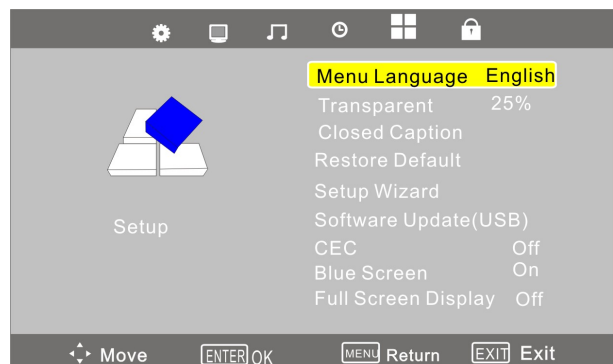 Menu Language English
Transparent 25%
Closed Caption
Restore Default
Setup Wizard
Software Update(USB)
CEC Off
Blue Screen On
Full Screen Display Off
Setup
Move ENTER OK MENU Return EXIT Exit